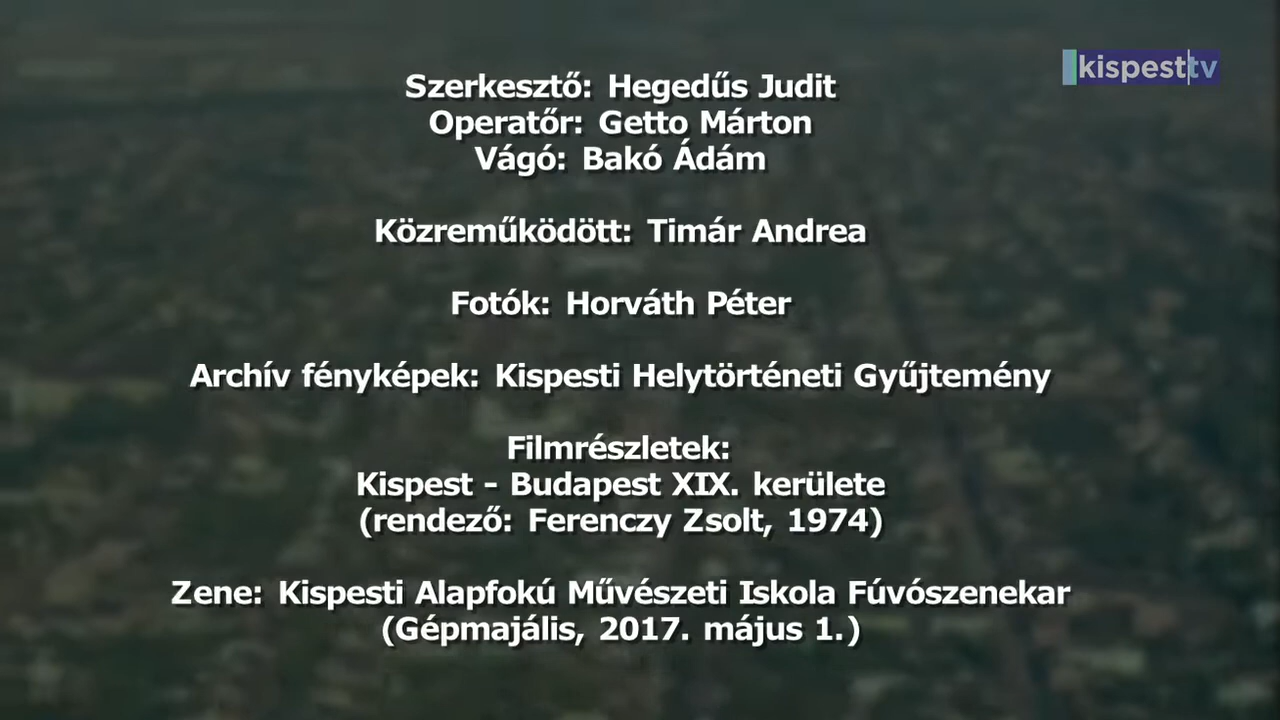 kispest tv
Szerkesztő: Hegedűs Judit
Operatőr: Getto Márton
Vágó: Bakó Ádám
Közreműködött: Timár Andrea
Fotók: Horváth Péter
Archív fényképek: Kispesti Helytörténeti Gyűjtemény
Filmrészletek:
Kispest - Budapest XIX. kerülete
(rendező: Ferenczy Zsolt, 1974)
Zene: Kispesti Alapfokú Művészeti Iskola Fúvószenekar
(Gépmajális, 2017. május 1.)